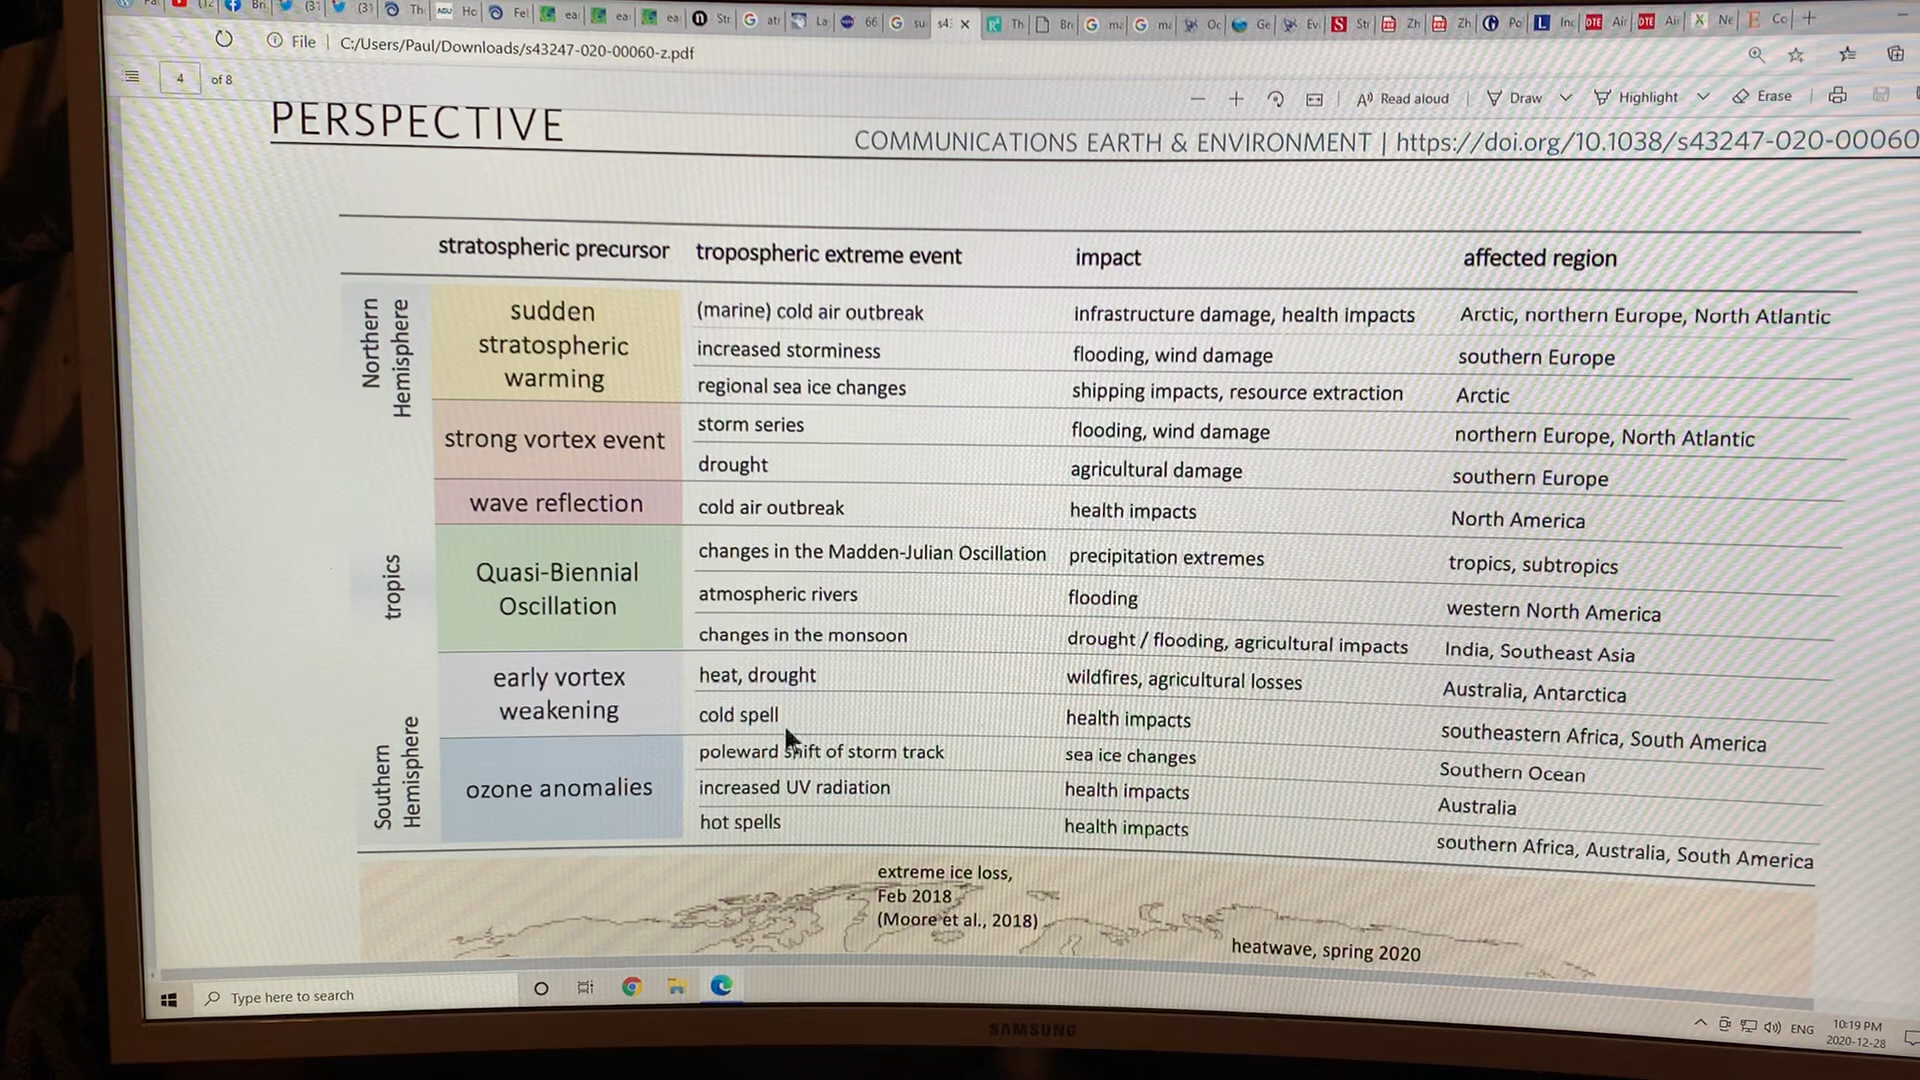 File | C:/Users/Paul/Downloads/s43247-020-00060-z.pdf
4 of 8
Read aloud | Draw Highlight Erase
PERSPECTIVE
COMMUNICATIONS EARTH & ENVIRONMENT | https://doi.org/10.1038/s43247-020-00060
stratospheric precursor tropospheric extreme event impact affected region
Northern Hemisphere
sudden stratospheric warming
(marine) cold air outbreak infrastructure damage, health impacts Arctic, northern Europe, North Atlantic
increased storminess flooding, wind damage southern Europe
regional sea ice changes shipping impacts, resource extraction Arctic
strong vortex event
storm series flooding, wind damage northern Europe, North Atlantic
drought agricultural damage southern Europe
wave reflection cold air outbreak health impacts North America
tropics
Quasi-Biennial Oscillation
changes in the Madden-Julian Oscillation precipitation extremes tropics, subtropics
atmospheric rivers flooding western North America
changes in the monsoon drought / flooding, agricultural impacts India, Southeast Asia
Southern Hemisphere
early vortex weakening
heat, drought wildfires, agricultural losses Australia, Antarctica
cold spell health impacts southeastern Africa, South America
ozone anomalies
poleward shift of storm track sea ice changes Southern Ocean
increased UV radiation health impacts Australia
hot spells health impacts southern Africa, Australia, South America
extreme ice loss,
Feb 2018
(Moore et al., 2018)
heatwave, spring 2020
Type here to search
ENG
10:19 PM
2020-12-28
SAMSUNG